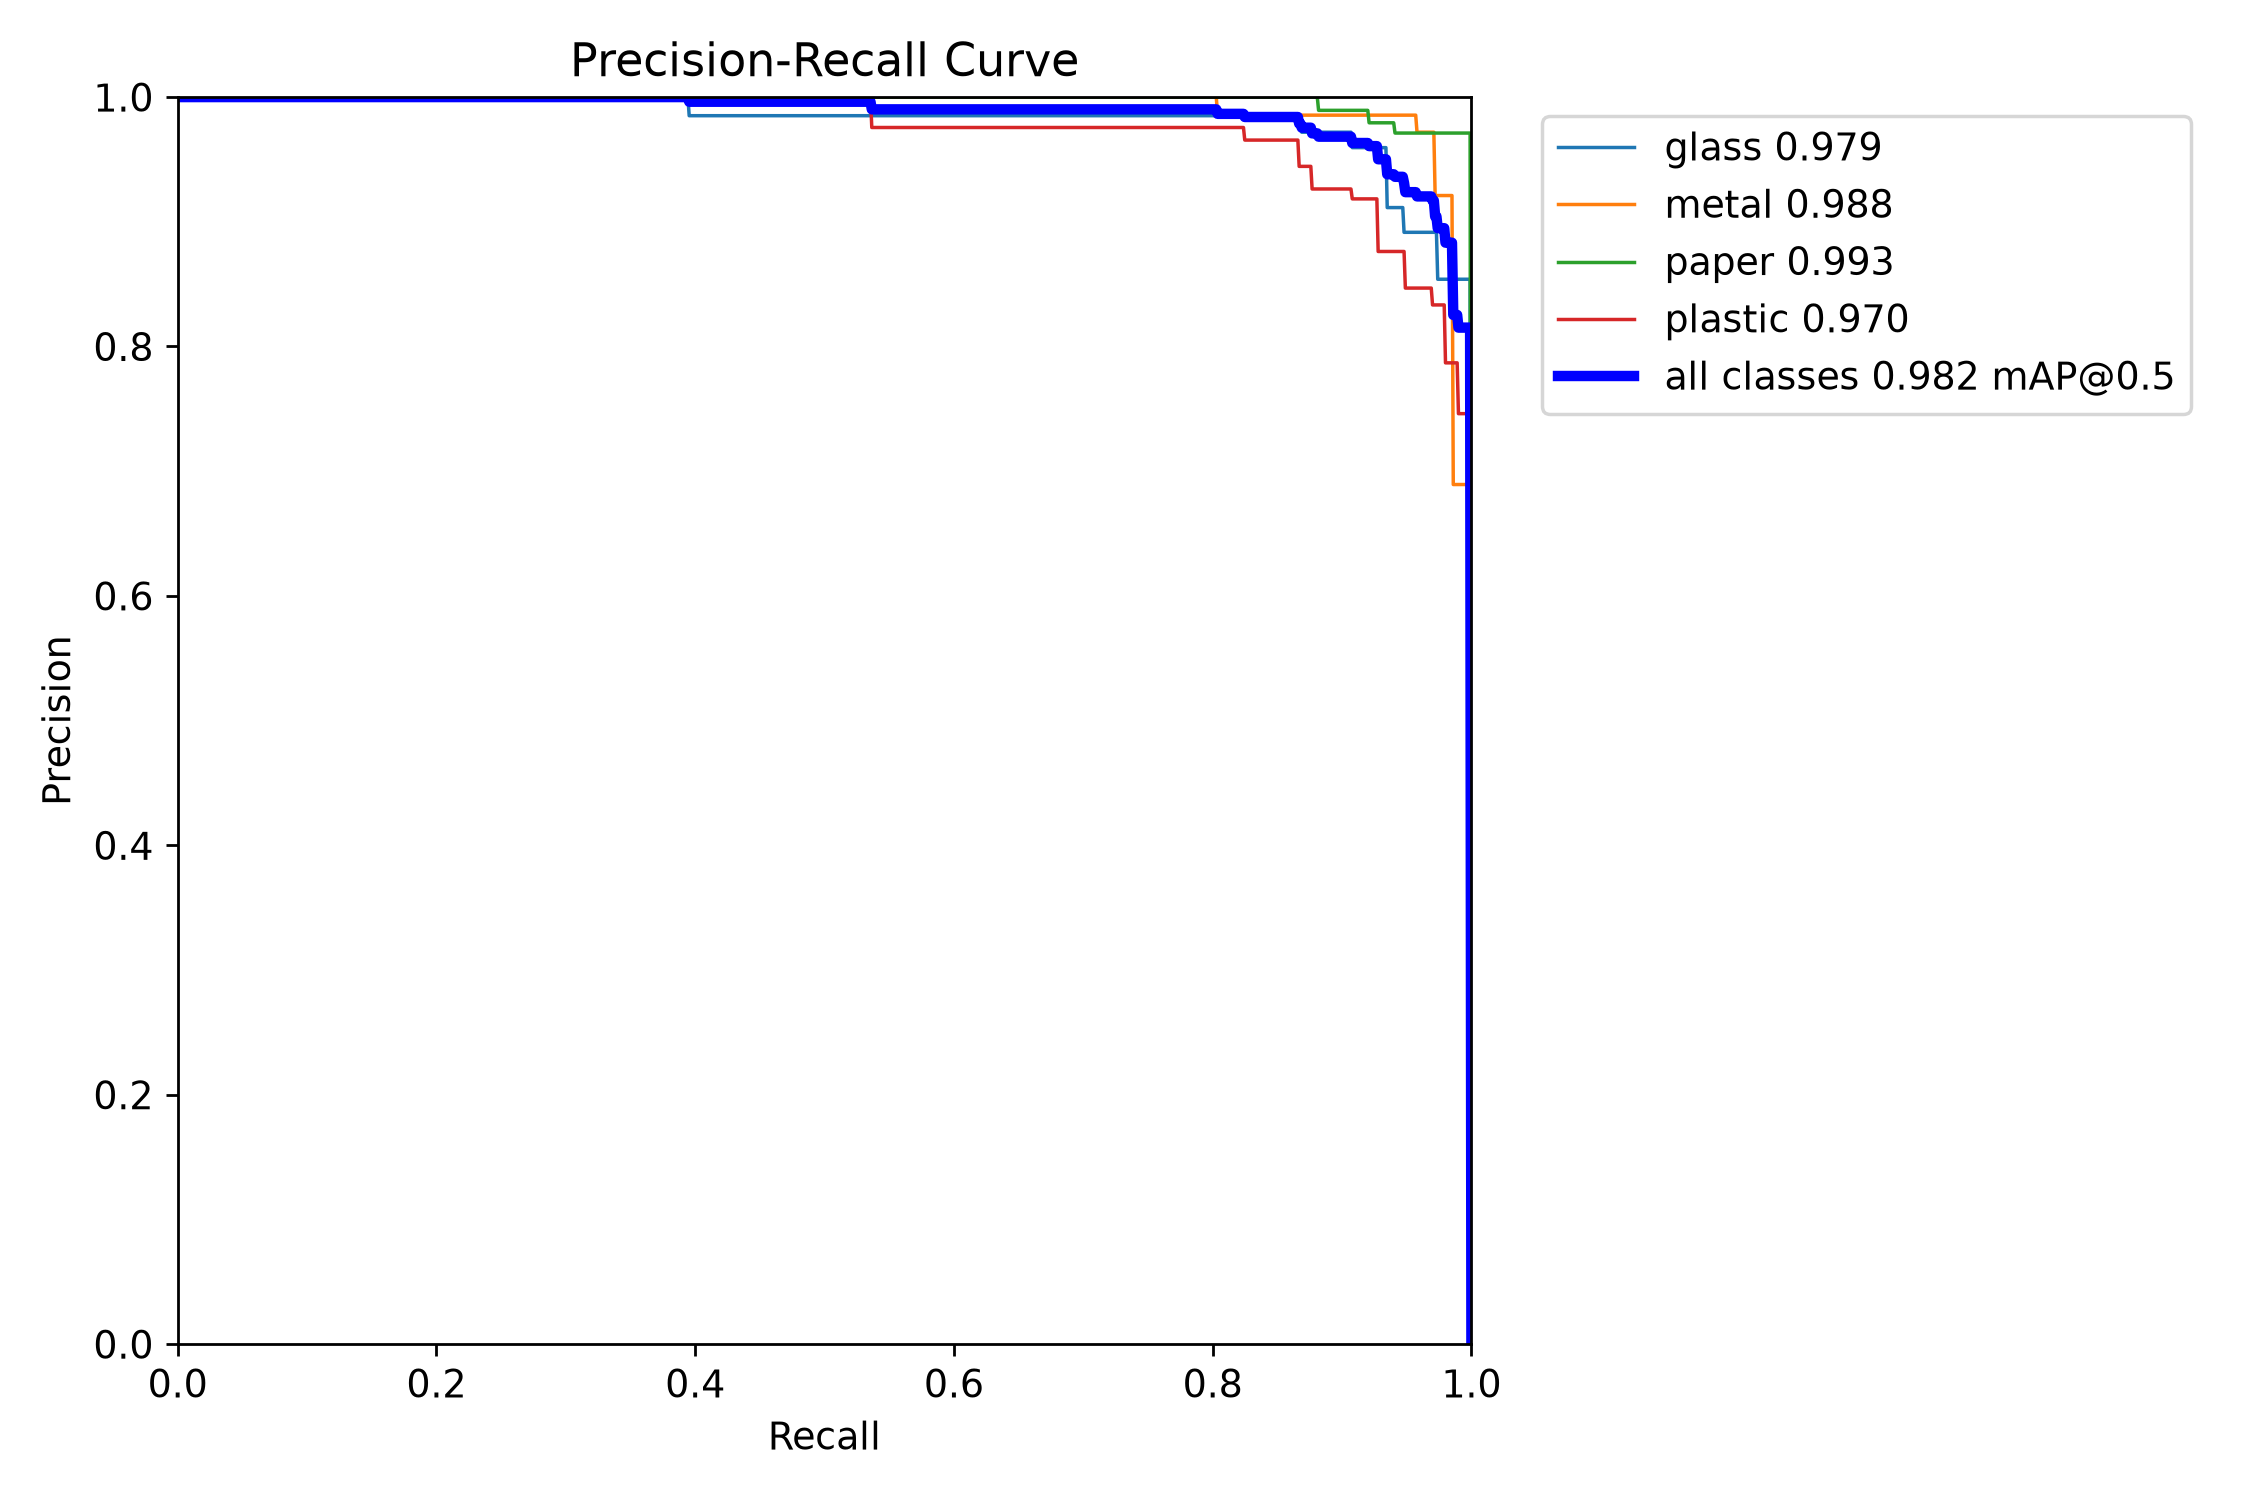 Precision-Recall Curve
1.0
0.8
0.6
0.4
0.2
0.0
Precision
0.0 0.2 0.4 0.6 0.8 1.0
Recall
glass 0.979
metal 0.988
paper 0.993
plastic 0.970
all classes 0.982 mAP@0.5